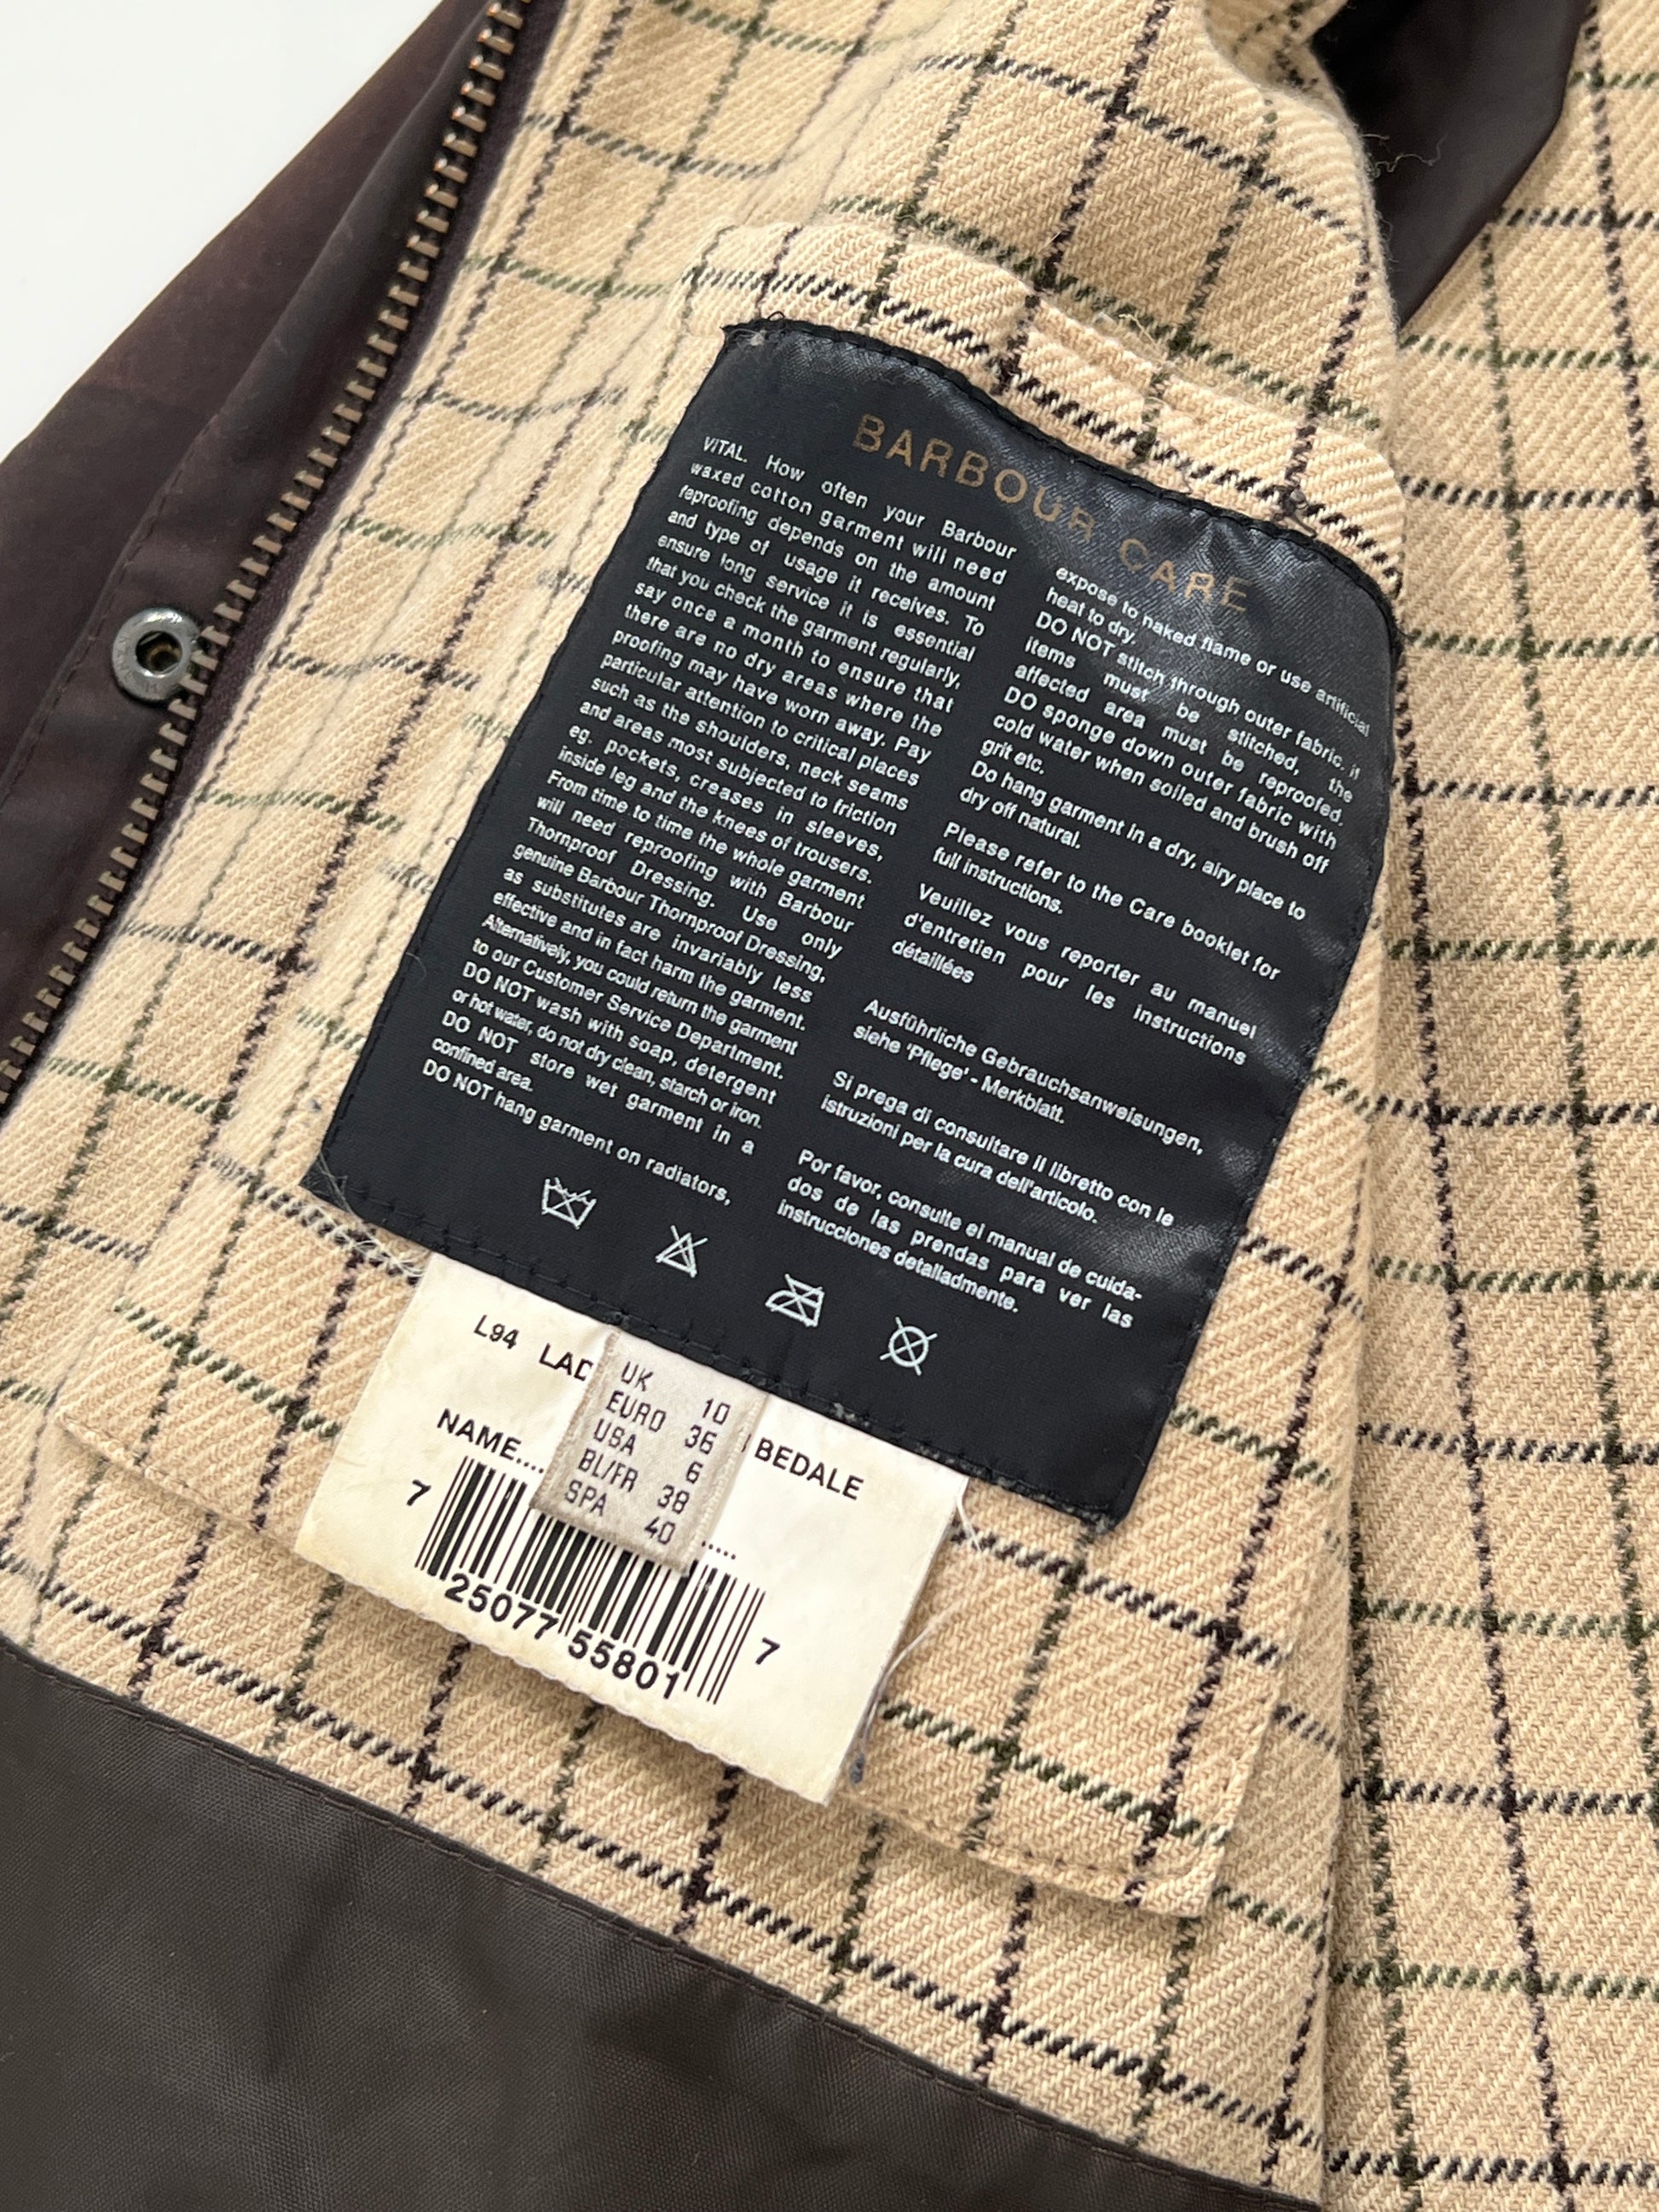 BARBOUR CARE
VITAL. How often your Barbour
waxed cotton garment will need
reproofing depends on the amount
and type of usage it receives. To
ensure long service it is essential
that you check the garment regularly,
say once a month to ensure that
there are no dry areas where the
proofing may have worn away. Pay
particular attention to critical places
such as the shoulders, neck seams
and areas most subjected to friction
eg. pockets, creases in sleeves,
inside leg and the knees of trousers.
From time to time the whole garment
will need reproofing with Barbour
Thornproof Dressing. Use only
genuine Barbour Thornproof Dressing,
as substitutes are invariably less
effective and in fact harm the garment.
Alternatively, you could return the garment
to our Customer Service Department.
DO NOT wash with soap, detergent
or hot water, do not dry clean, starch or iron.
DO NOT store wet garment in a
confined area.
DO NOT hang garment on radiators,
expose to naked flame or use artificial
heat to dry.
DO NOT stitch through outer fabric, if
items must be stitched, the
affected area must be reproofed.
DO sponge down outer fabric with
cold water when soiled and brush off
grit etc.
Do hang garment in a dry, airy place to
dry off natural.
Please refer to the Care booklet for
full instructions.
Veuillez vous reporter au manuel
d'entretien pour les instructions
détaillées
Ausführliche Gebrauchsanweisungen,
siehe 'Pflege' - Merkblatt.
Si prega di consultare il libretto con le
istruzioni per la cura dell'articolo.
Por favor, consulte el manual de cuida-
dos de las prendas para ver las
instrucciones detalladmente.
L94 LAD BEDALE
NAME.... .....
UK 10
EURO 36
USA 6
BL/FR 38
SPA 40
7 25077 55801 7